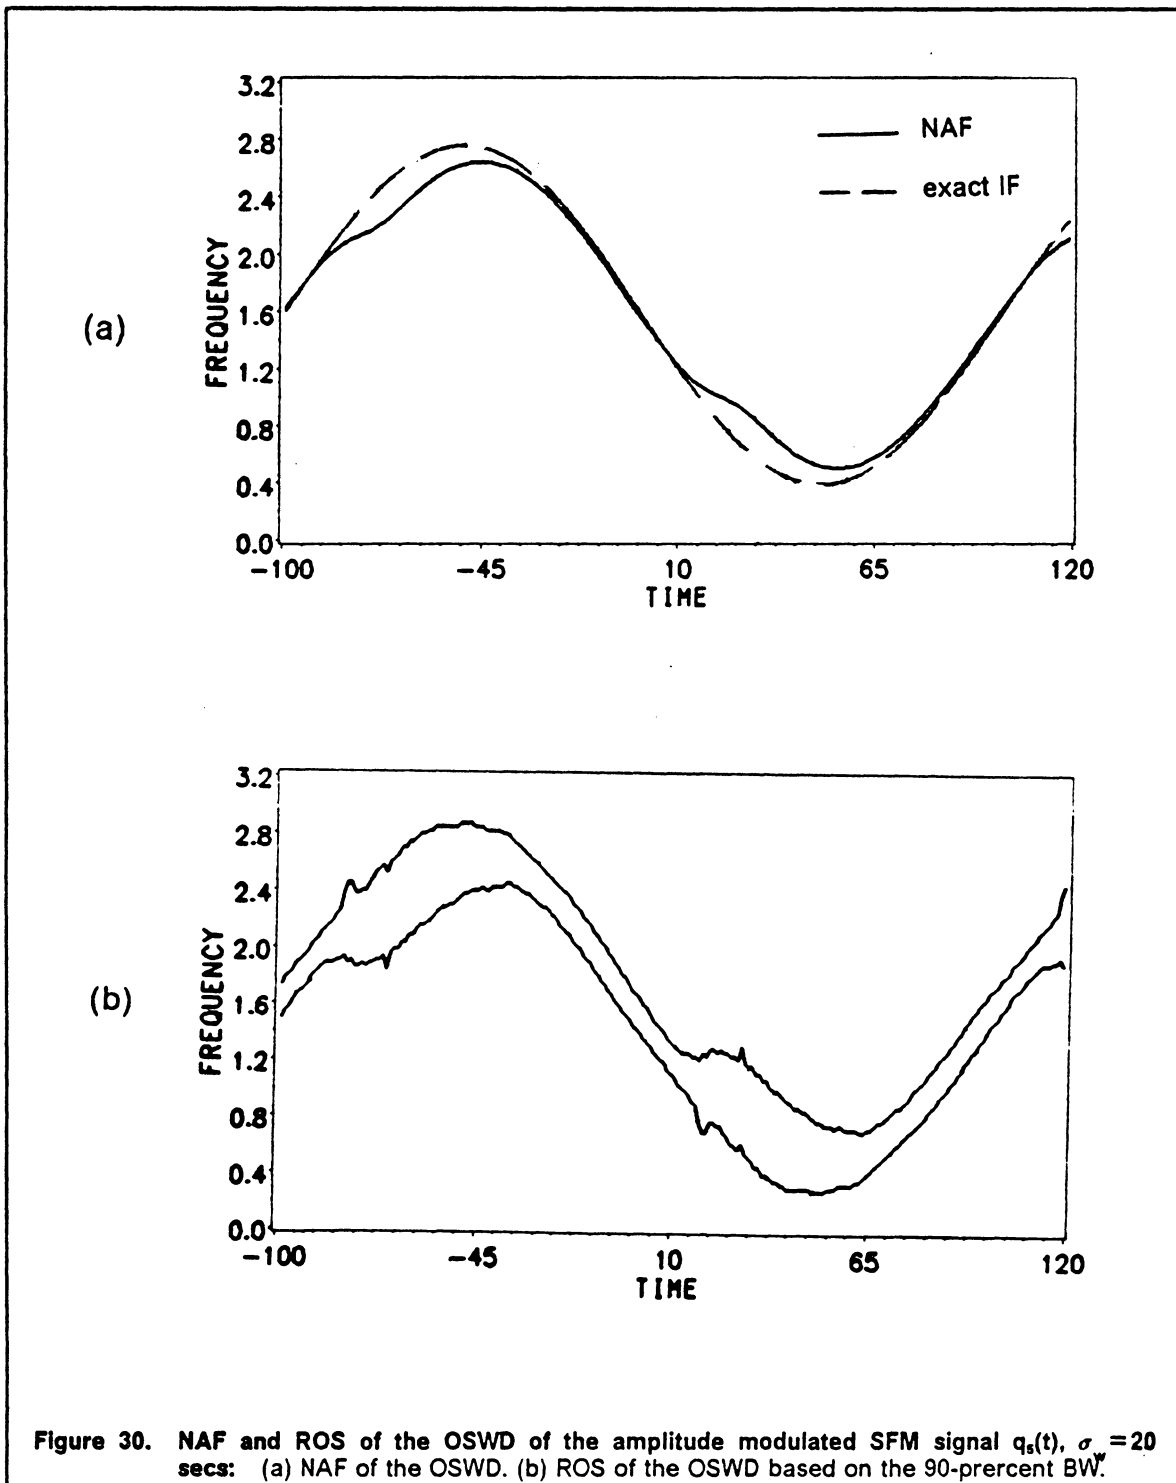 3.2
2.8
2.4
2.0
1.6
1.2
0.8
0.4
0.0
FREQUENCY
(a)
NAF
exact IF
-100 -45 10 65 120
TIME
3.2
2.8
2.4
2.0
1.6
1.2
0.8
0.4
0.0
FREQUENCY
(b)
-100 -45 10 65 120
TIME
Figure 30. NAF and ROS of the OSWD of the amplitude modulated SFM signal qs(t), σw=20
secs: (a) NAF of the OSWD. (b) ROS of the OSWD based on the 90-prercent BW.